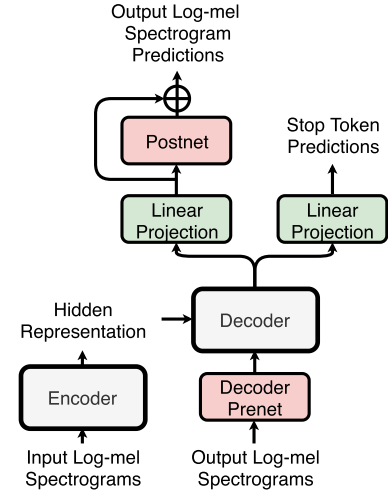 Output Log-mel
Spectrogram
Predictions
Postnet
Stop Token
Predictions
Linear
Projection
Linear
Projection
Hidden
Representation
Decoder
Encoder
Decoder
Prenet
Input Log-mel
Spectrograms
Output Log-mel
Spectrograms